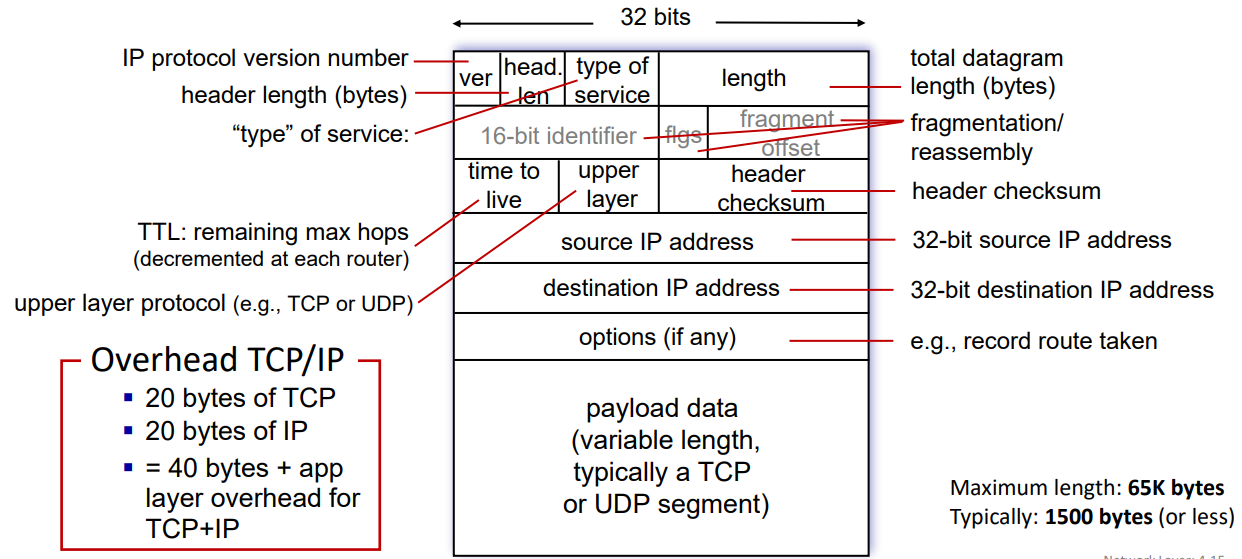 32 bits
IP protocol version number
header length (bytes)
“type” of service:
ver
head.
len
type of
service
length
total datagram
length (bytes)
16-bit identifier
flgs
fragment
offset
fragmentation/
reassembly
time to
live
upper
layer
header
checksum
header checksum
TTL: remaining max hops
(decremented at each router)
source IP address
32-bit source IP address
upper layer protocol (e.g., TCP or UDP)
destination IP address
32-bit destination IP address
options (if any)
e.g., record route taken
Overhead TCP/IP
▪ 20 bytes of TCP
▪ 20 bytes of IP
▪ = 40 bytes + app
layer overhead for
TCP+IP
payload data
(variable length,
typically a TCP
or UDP segment)
Maximum length: 65K bytes
Typically: 1500 bytes (or less)